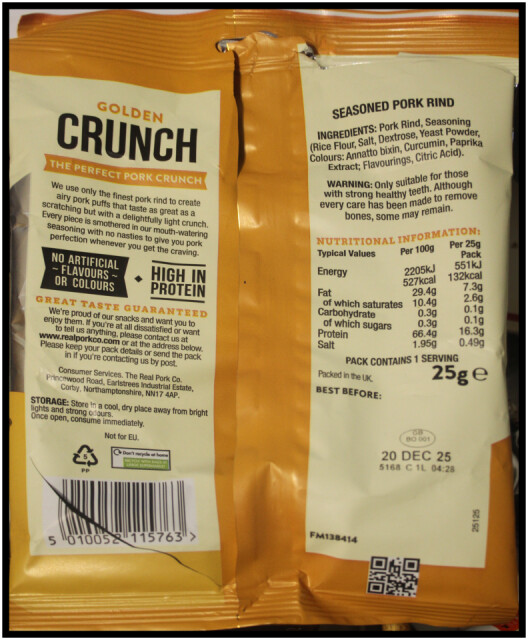 GOLDEN
CRUNCH
THE PERFECT PORK CRUNCH
We use only the finest pork rind to create
airy pork puffs that taste as great as a
scratching but with a delightfully light crunch.
Every piece is smothered in our mouth-watering
seasoning with no nasties to give you pork
perfection whenever you get the craving.
NO ARTIFICIAL
~ FLAVOURS ~
OR COLOURS
HIGH IN
PROTEIN
GREAT TASTE GUARANTEED
We're proud of our snacks and want you to
enjoy them. If you're at all dissatisfied or want
to tell us anything, please contact us at
www.realporkco.com or at the address below.
Please keep your pack details or send the pack
in if you're contacting us by post.
Consumer Services. The Real Pork Co.
Princewood Road, Earlstrees Industrial Estate,
Corby. Northamptonshire, NN17 4AP.
STORAGE: Store in a cool, dry place away from bright
lights and strong odours.
Once open, consume immediately.
Not for EU.
5
PP
Don't recycle at home
5 010052 115763 >
SEASONED PORK RIND
INGREDIENTS: Pork Rind, Seasoning
(Rice Flour, Salt, Dextrose, Yeast Powder,
Colours: Annatto bixin, Curcumin, Paprika
Extract; Flavourings, Citric Acid).
WARNING: Only suitable for those
with strong healthy teeth. Although
every care has been made to remove
bones, some may remain.
NUTRITIONAL INFORMATION:
Typical Values Per 100g Per 25g
Pack
Energy 2205kJ 551kJ
527kcal 132kcal
Fat 29.4g 7.3g
of which saturates 10.4g 2.6g
Carbohydrate 0.3g 0.1g
of which sugars 0.3g 0.1g
Protein 66.4g 16.3g
Salt 1.95g 0.49g
PACK CONTAINS 1 SERVING
Packed in the UK. 25g e
BEST BEFORE:
GB
BO 001
20 DEC 25
5168 C 1L 04:28
25125
FM138414